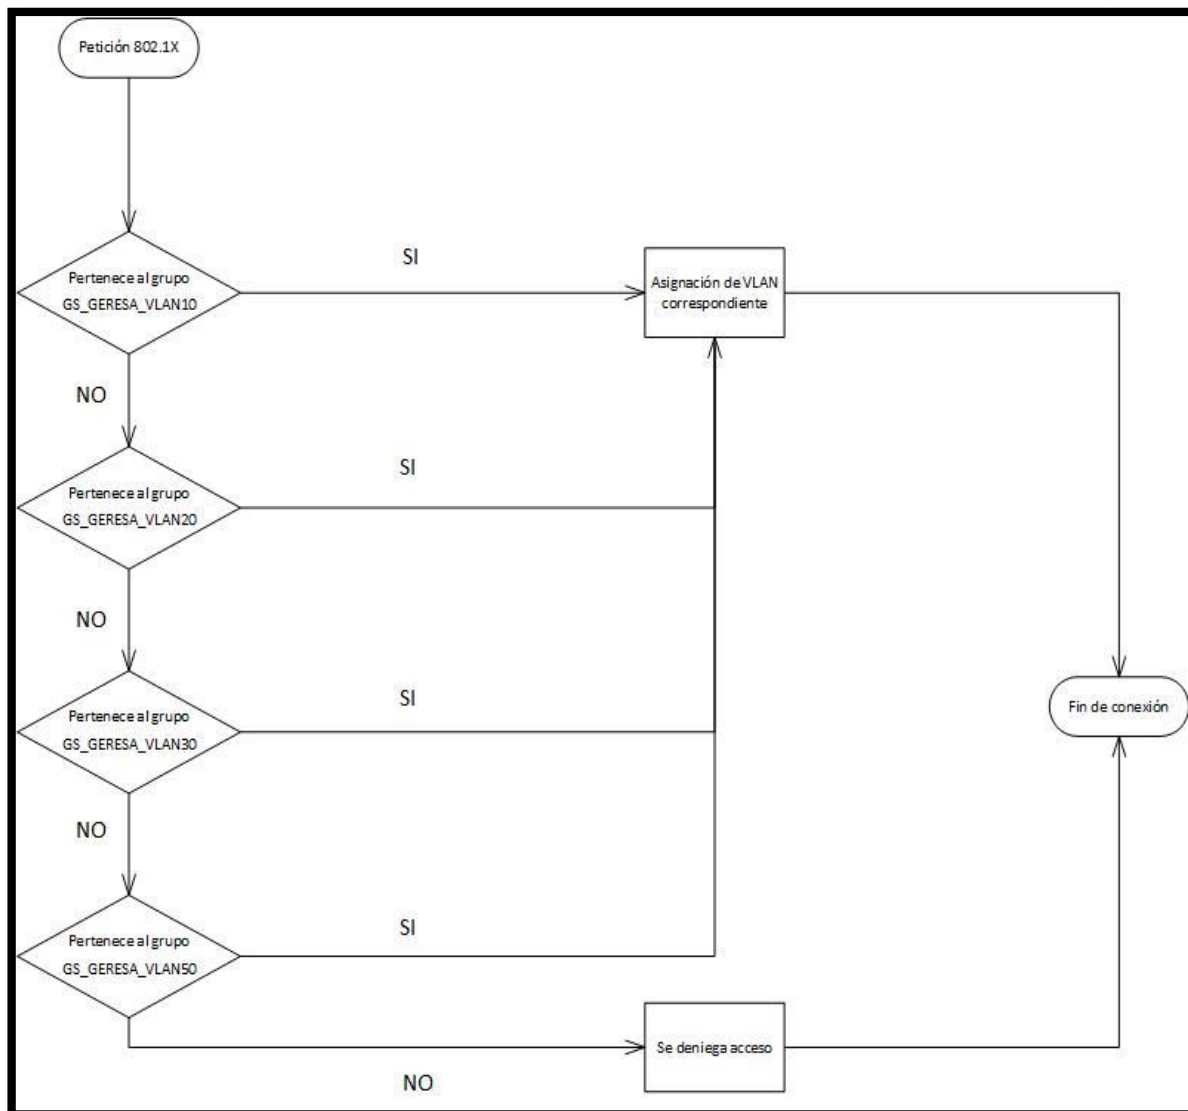 Petición 802.1X
Pertenece al grupo
GS_GERESA_VLAN10
SI
Asignación de VLAN
correspondiente
NO
Pertenece al grupo
GS_GERESA_VLAN20
SI
NO
Pertenece al grupo
GS_GERESA_VLAN30
SI
Fin de conexión
NO
Pertenece al grupo
GS_GERESA_VLAN50
SI
Se deniega acceso
NO